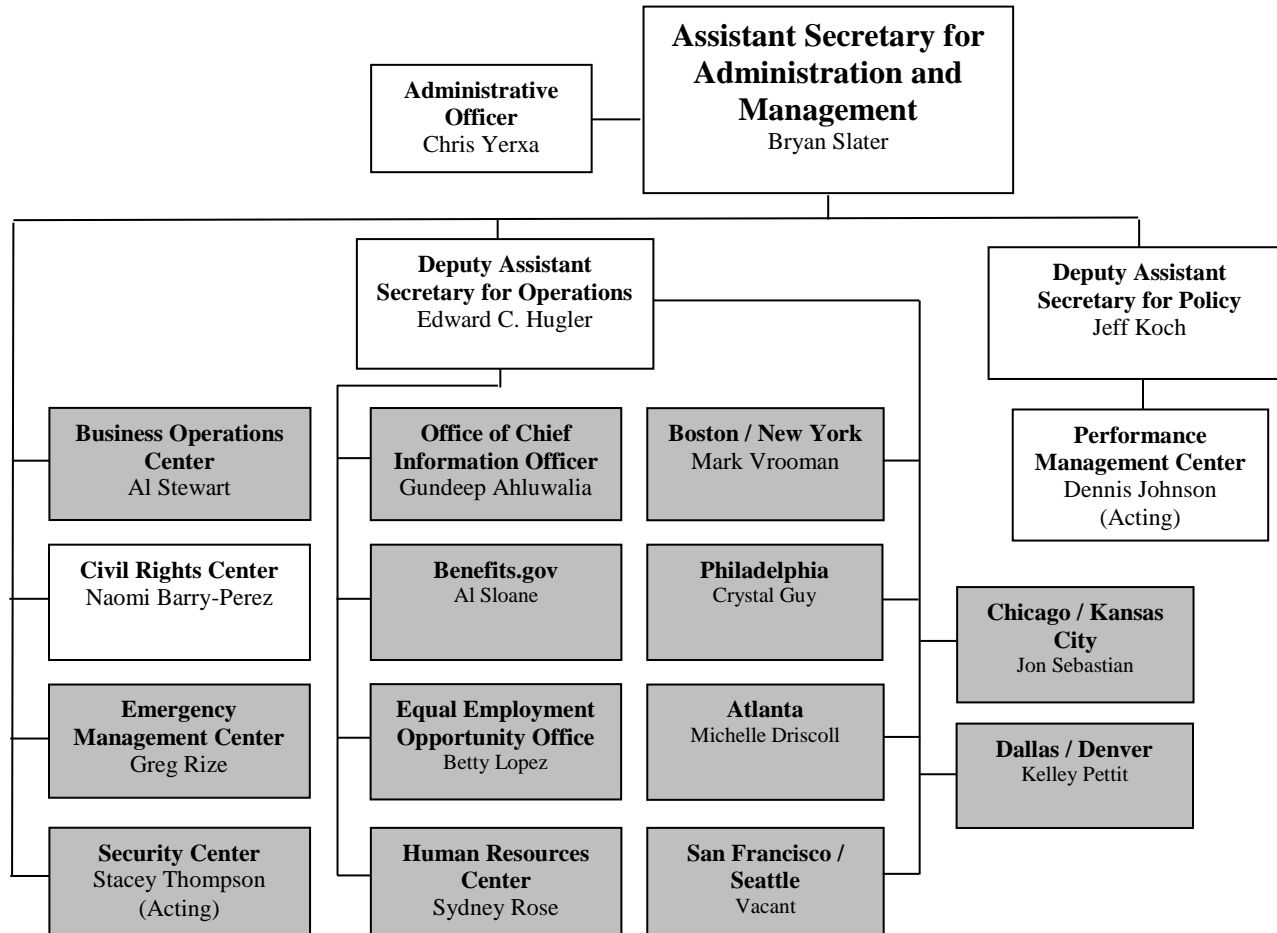 Assistant Secretary for
Administration and
Management
Bryan Slater
Administrative
Officer
Chris Yerxa
Deputy Assistant
Secretary for Operations
Edward C. Hugler
Deputy Assistant
Secretary for Policy
Jeff Koch
Business Operations
Center
Al Stewart
Office of Chief
Information Officer
Gundeep Ahluwalia
Boston / New York
Mark Vrooman
Performance
Management Center
Dennis Johnson
(Acting)
Civil Rights Center
Naomi Barry-Perez
Benefits.gov
Al Sloane
Philadelphia
Crystal Guy
Chicago / Kansas
City
Jon Sebastian
Emergency
Management Center
Greg Rize
Equal Employment
Opportunity Office
Betty Lopez
Atlanta
Michelle Driscoll
Dallas / Denver
Kelley Pettit
Security Center
Stacey Thompson
(Acting)
Human Resources
Center
Sydney Rose
San Francisco /
Seattle
Vacant